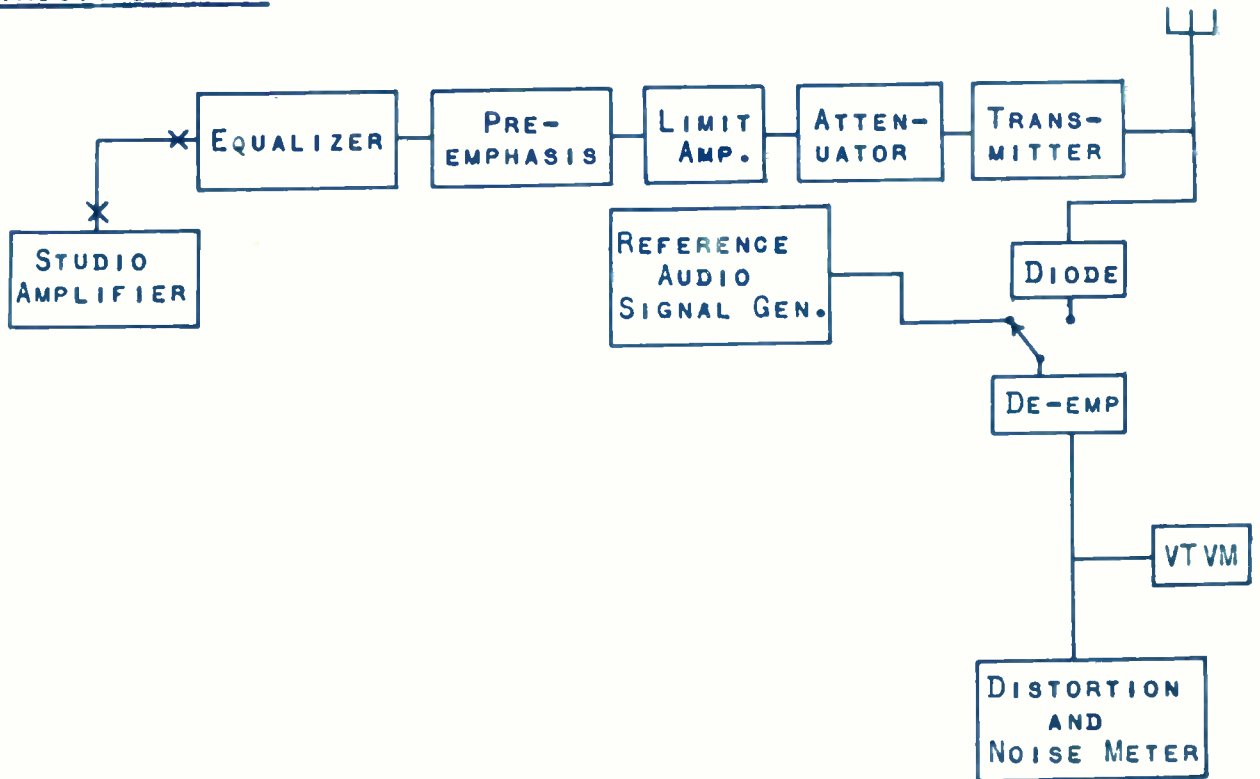 EQUALIZER
PRE-
EMPHASIS
LIMIT
AMP.
ATTEN-
UATOR
TRANS-
MITTER
STUDIO
AMPLIFIER
REFERENCE
AUDIO
SIGNAL GEN.
DIODE
DE-EMP
VTVM
DISTORTION
AND
NOISE METER